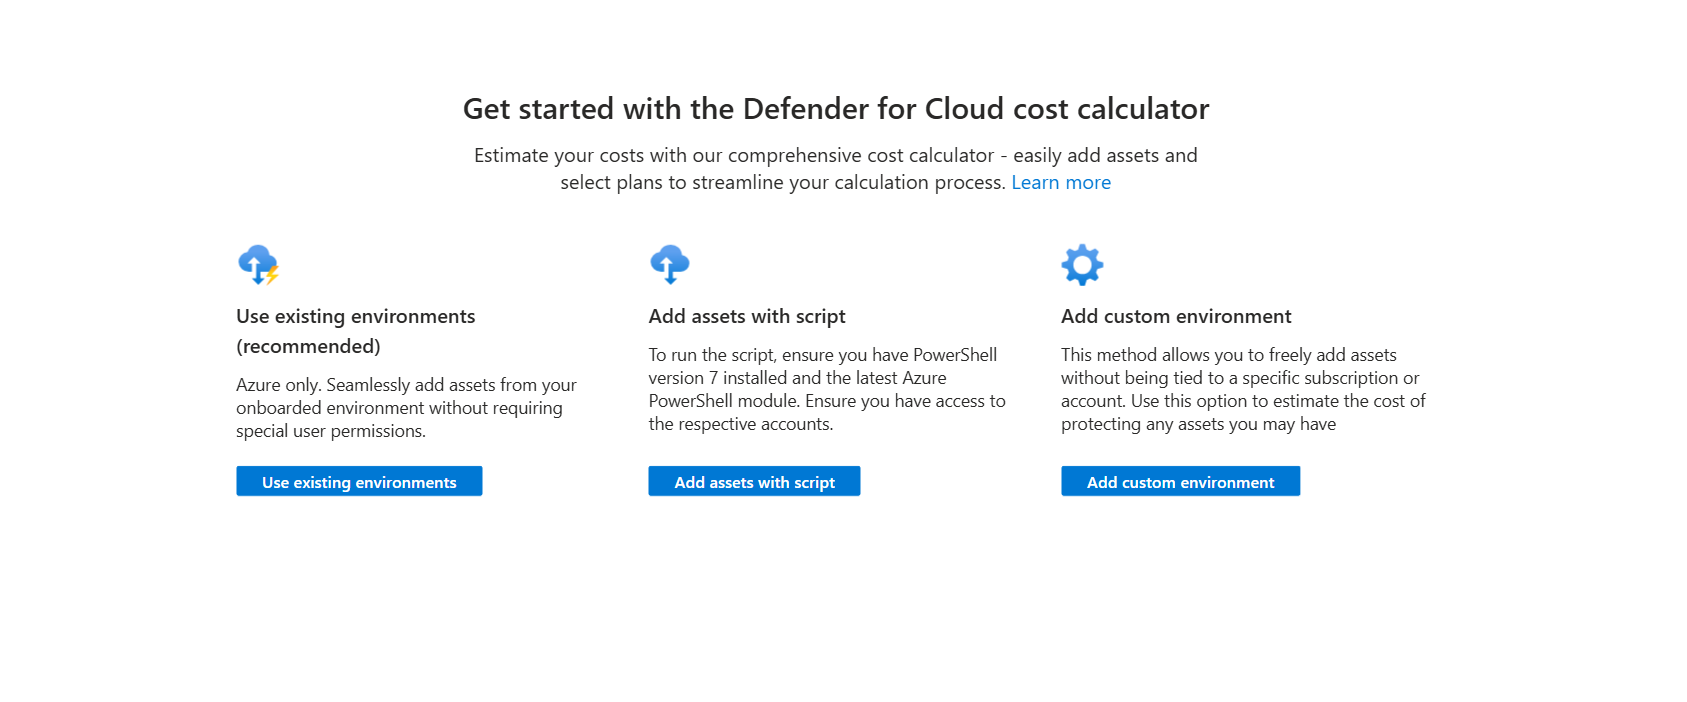 Get started with the Defender for Cloud cost calculator
Estimate your costs with our comprehensive cost calculator - easily add assets and
select plans to streamline your calculation process. Learn more
Use existing environments
(recommended)
Azure only. Seamlessly add assets from your
onboarded environment without requiring
special user permissions.
Use existing environments
Add assets with script
To run the script, ensure you have PowerShell
version 7 installed and the latest Azure
PowerShell module. Ensure you have access to
the respective accounts.
Add assets with script
Add custom environment
This method allows you to freely add assets
without being tied to a specific subscription or
account. Use this option to estimate the cost of
protecting any assets you may have
Add custom environment